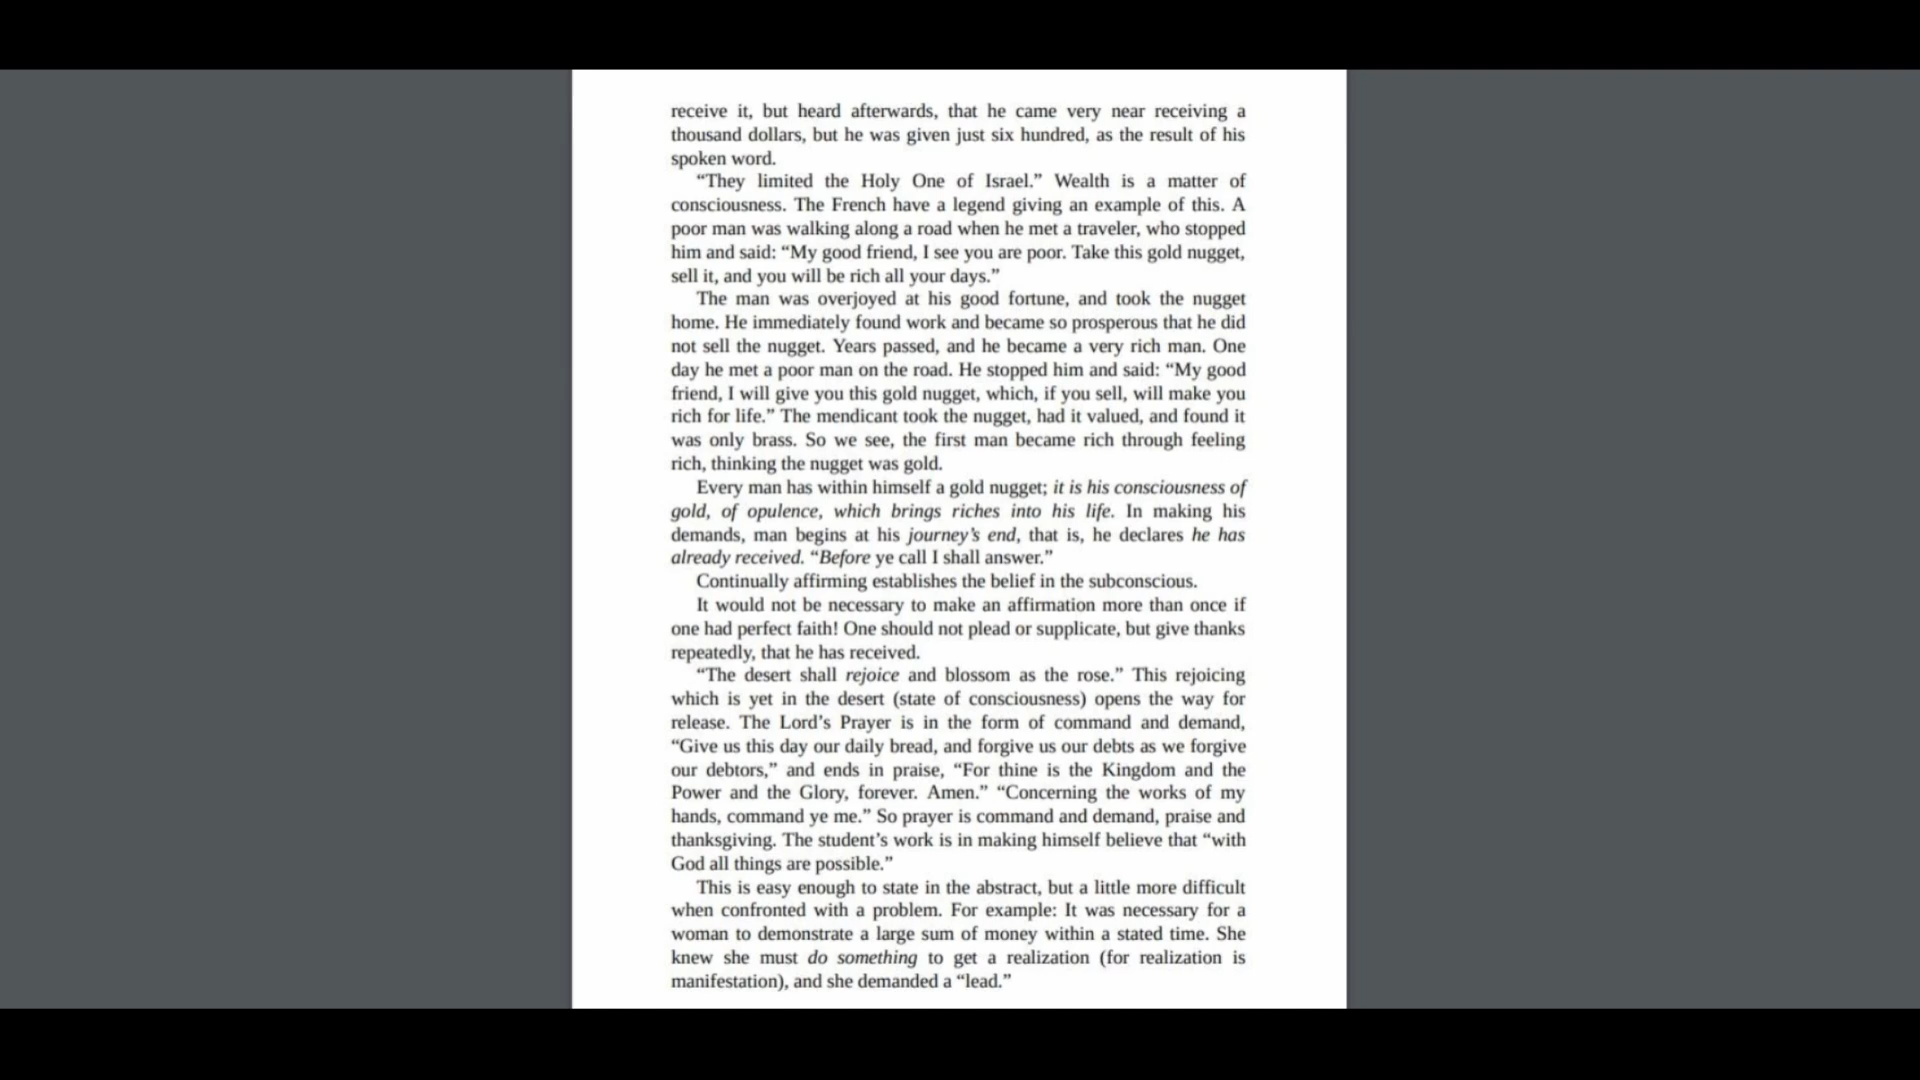 receive it, but heard afterwards, that he came very near receiving a
thousand dollars, but he was given just six hundred, as the result of his
spoken word.
“They limited the Holy One of Israel.” Wealth is a matter of
consciousness. The French have a legend giving an example of this. A
poor man was walking along a road when he met a traveler, who stopped
him and said: “My good friend, I see you are poor. Take this gold nugget,
sell it, and you will be rich all your days.”
The man was overjoyed at his good fortune, and took the nugget
home. He immediately found work and became so prosperous that he did
not sell the nugget. Years passed, and he became a very rich man. One
day he met a poor man on the road. He stopped him and said: “My good
friend, I will give you this gold nugget, which, if you sell, will make you
rich for life.” The mendicant took the nugget, had it valued, and found it
was only brass. So we see, the first man became rich through feeling
rich, thinking the nugget was gold.
Every man has within himself a gold nugget; it is his consciousness of
gold, of opulence, which brings riches into his life. In making his
demands, man begins at his journey’s end, that is, he declares he has
already received. “Before ye call I shall answer.”
Continually affirming establishes the belief in the subconscious.
It would not be necessary to make an affirmation more than once if
one had perfect faith! One should not plead or supplicate, but give thanks
repeatedly, that he has received.
“The desert shall rejoice and blossom as the rose.” This rejoicing
which is yet in the desert (state of consciousness) opens the way for
release. The Lord’s Prayer is in the form of command and demand,
“Give us this day our daily bread, and forgive us our debts as we forgive
our debtors,” and ends in praise, “For thine is the Kingdom and the
Power and the Glory, forever. Amen.” “Concerning the works of my
hands, command ye me.” So prayer is command and demand, praise and
thanksgiving. The student’s work is in making himself believe that “with
God all things are possible.”
This is easy enough to state in the abstract, but a little more difficult
when confronted with a problem. For example: It was necessary for a
woman to demonstrate a large sum of money within a stated time. She
knew she must do something to get a realization (for realization is
manifestation), and she demanded a “lead.”